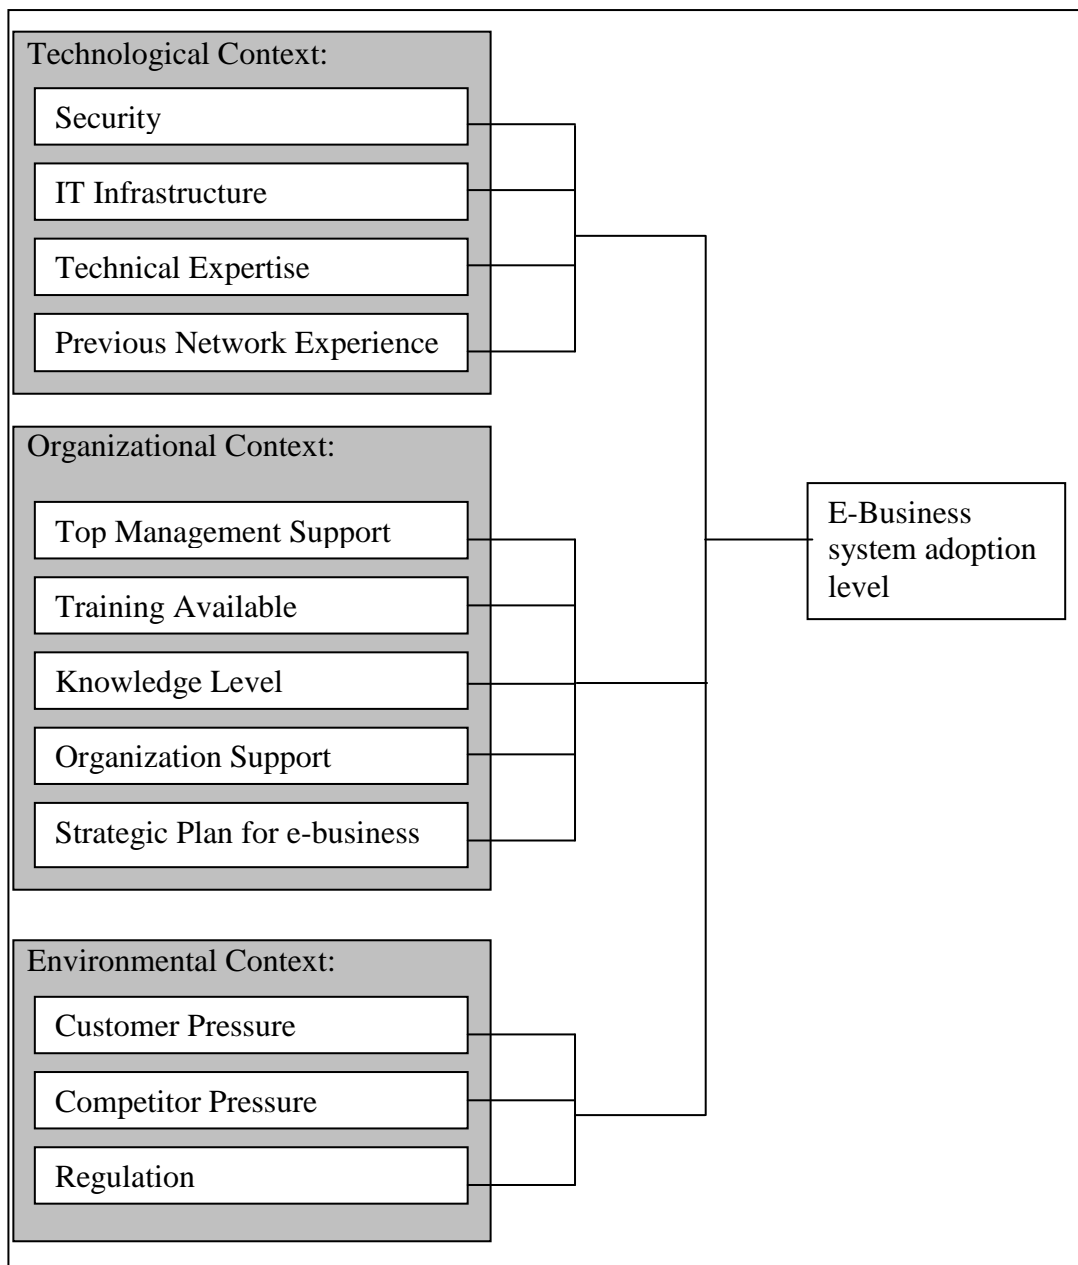 Technological Context:
Security
IT Infrastructure
Technical Expertise
Previous Network Experience
Organizational Context:
Top Management Support
Training Available
Knowledge Level
Organization Support
Strategic Plan for e-business
E-Business
system adoption
level
Environmental Context:
Customer Pressure
Competitor Pressure
Regulation